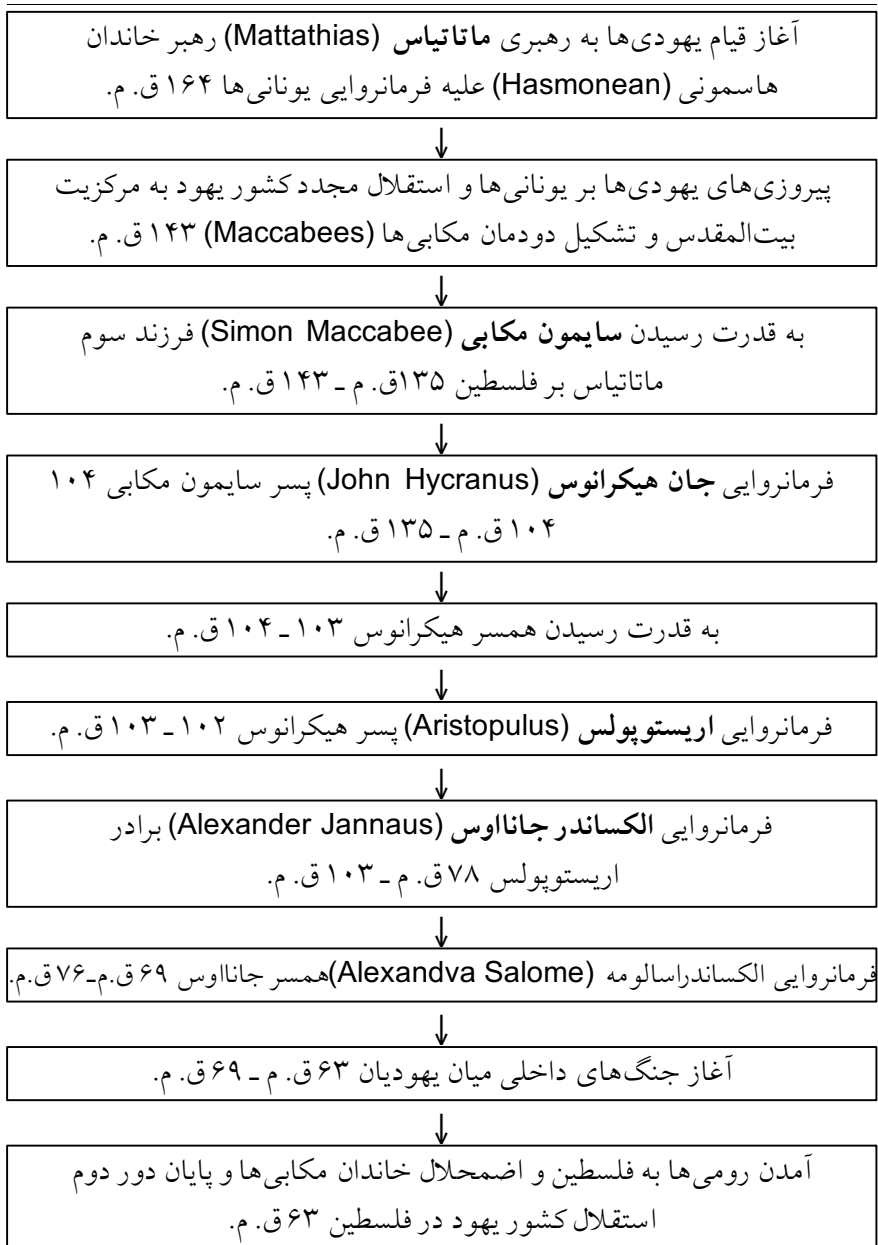 آغاز قیام یهودی‌ها به رهبری ماتاتیاس (Mattathias) رهبر خاندان
هاسمونی (Hasmonean) علیه فرمانروایی یونانی‌ها ۱۶۴ ق. م.
↓
پیروزی‌های یهودی‌ها بر یونانی‌ها و استقلال مجدد کشور یهود به مرکزیت
بیت‌المقدس و تشکیل دودمان مکابی‌ها (Maccabees) ۱۴۳ ق. م.
↓
به قدرت رسیدن سایمون مکابی (Simon Maccabee) فرزند سوم
ماتاتیاس بر فلسطین ۱۳۵ق. م ـ ۱۴۳ ق. م.
↓
فرمانروایی جان هیکرانوس (John Hycranus) پسر سایمون مکابی ۱۰۴
۱۰۴ ق. م ـ ۱۳۵ ق. م.
↓
به قدرت رسیدن همسر هیکرانوس ۱۰۳ ـ ۱۰۴ ق. م.
↓
فرمانروایی اریستوپولس (Aristopulus) پسر هیکرانوس ۱۰۲ ـ ۱۰۳ ق. م.
↓
فرمانروایی الکساندر جانااوس (Alexander Jannaus) برادر
اریستوپولس ۷۸ ق. م ـ ۱۰۳ ق. م.
↓
فرمانروایی الکساندراسالومه (Alexandva Salome)همسر جانااوس ۶۹ ق.م-۷۶ ق.م.
↓
آغاز جنگ‌های داخلی میان یهودیان ۶۳ ق. م ـ ۶۹ ق. م.
↓
آمدن رومی‌ها به فلسطین و اضمحلال خاندان مکابی‌ها و پایان دور دوم
استقلال کشور یهود در فلسطین ۶۳ ق. م.